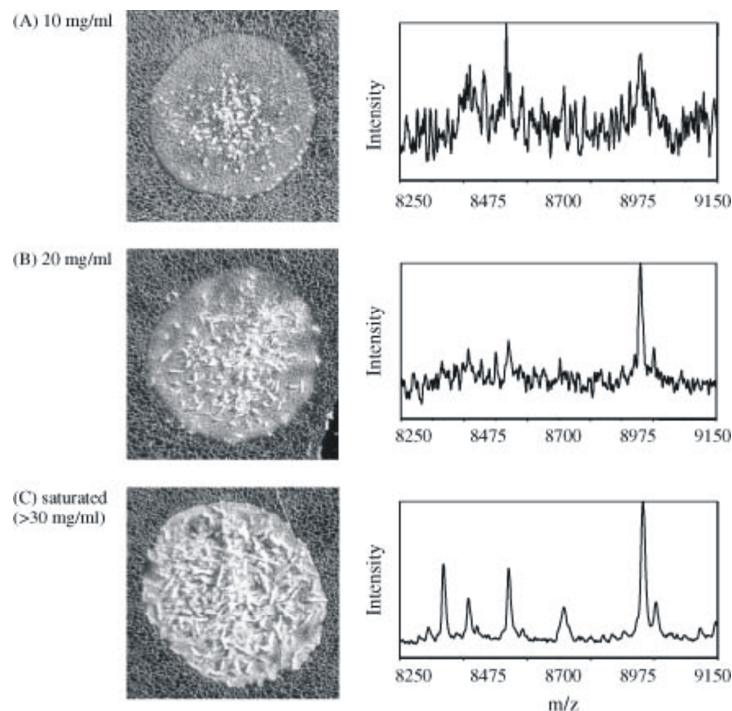 (A) 10 mg/ml
Intensity
8250 8475 8700 8975 9150
(B) 20 mg/ml
Intensity
8250 8475 8700 8975 9150
(C) saturated
(>30 mg/ml)
Intensity
8250 8475 8700 8975 9150
m/z